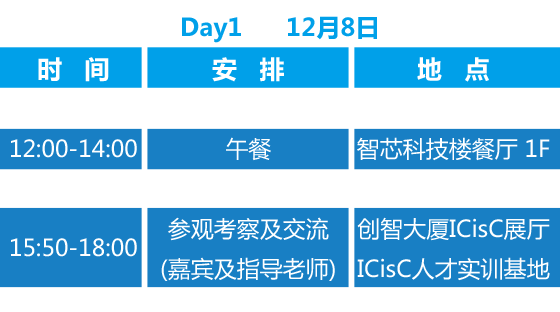 Day1 12月8日
时 间 安 排 地 点
12:00-14:00 午餐 智芯科技楼餐厅 1F
15:50-18:00 参观考察及交流 创智大厦ICisC展厅
(嘉宾及指导老师) ICisC人才实训基地